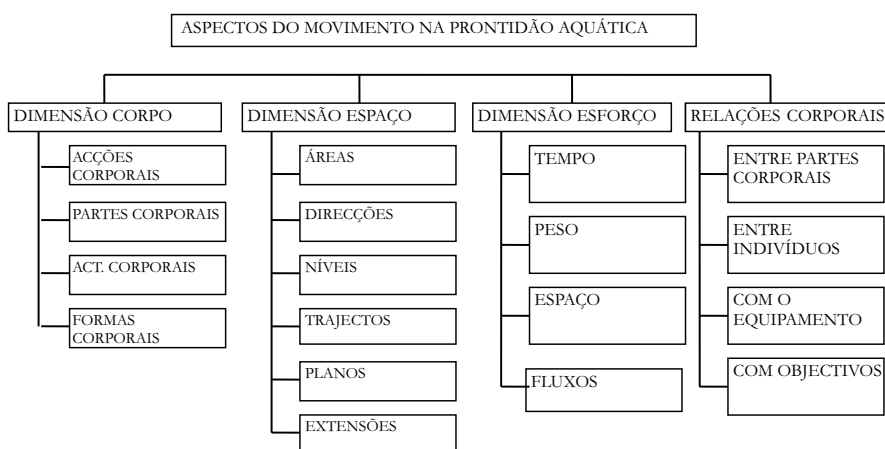 ASPECTOS DO MOVIMENTO NA PRONTIDÃO AQUÁTICA
DIMENSÃO CORPO
ACÇÕES
CORPORAIS
PARTES CORPORAIS
ACT. CORPORAIS
FORMAS
CORPORAIS
DIMENSÃO ESPAÇO
ÁREAS
DIRECÇÕES
NÍVEIS
TRAJECTOS
PLANOS
EXTENSÕES
DIMENSÃO ESFORÇO
TEMPO
PESO
ESPAÇO
FLUXOS
RELAÇÕES CORPORAIS
ENTRE PARTES
CORPORAIS
ENTRE
INDIVÍDUOS
COM O
EQUIPAMENTO
COM OBJECTIVOS